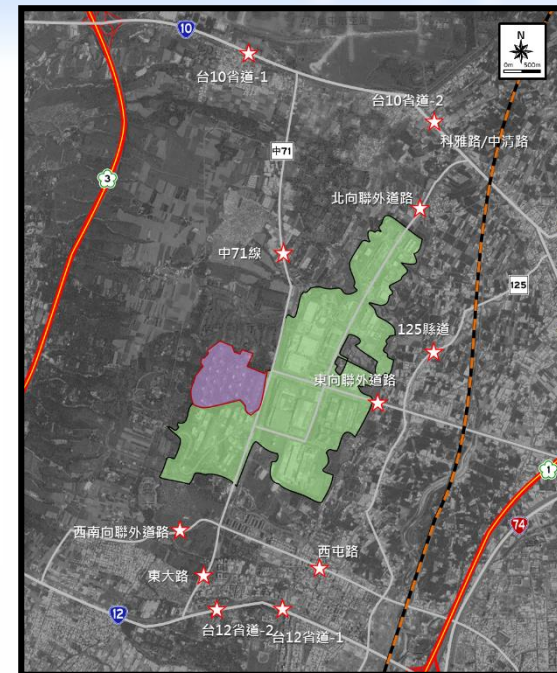 10
N
0m 500m
台10省道-1
台10省道-2
科雅路/中清路
中71
3
北向聯外道路
中71線
125
125縣道
東向聯外道路
1
74
西南向聯外道路
西屯路
東大路
12
台12省道-2
台12省道-1